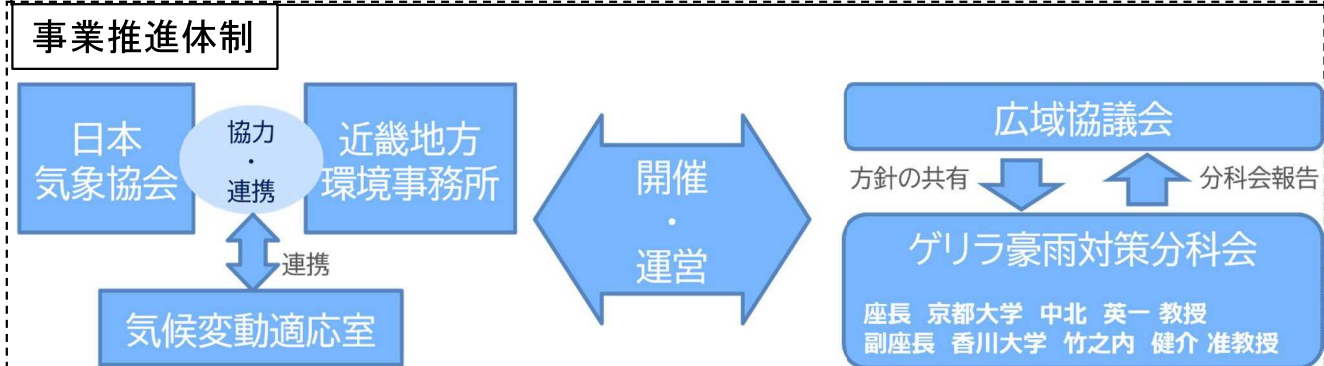 事業推進体制
日本
気象協会
協力
・
連携
近畿地方
環境事務所
連携
気候変動適応室
開催
・
運営
広域協議会
方針の共有
分科会報告
ゲリラ豪雨対策分科会
座長 京都大学 中北 英一 教授
副座長 香川大学 竹之内 健介 准教授